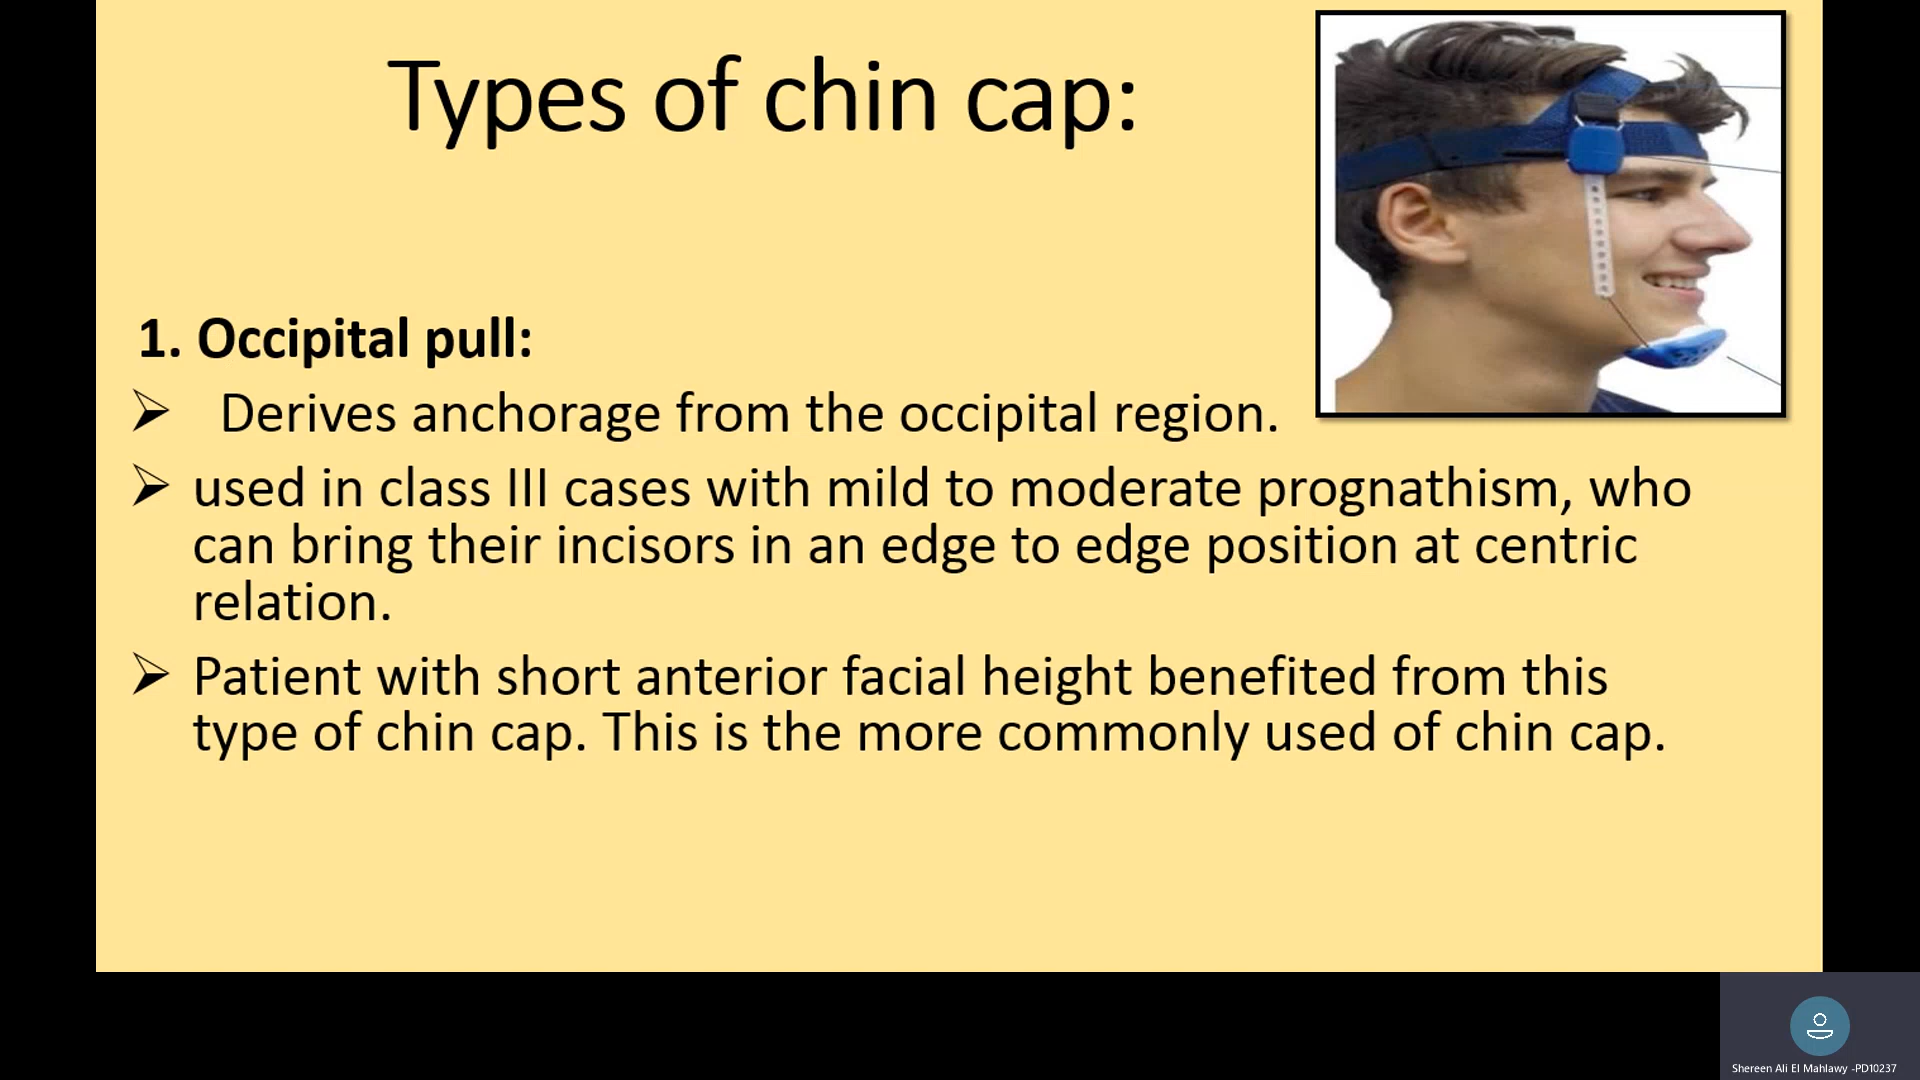 Types of chin cap:
1. Occipital pull:
➢ Derives anchorage from the occipital region.
➢ used in class III cases with mild to moderate prognathism, who
can bring their incisors in an edge to edge position at centric
relation.
➢ Patient with short anterior facial height benefited from this
type of chin cap. This is the more commonly used of chin cap.
Shereen Ali El Mahlawy -PD10237